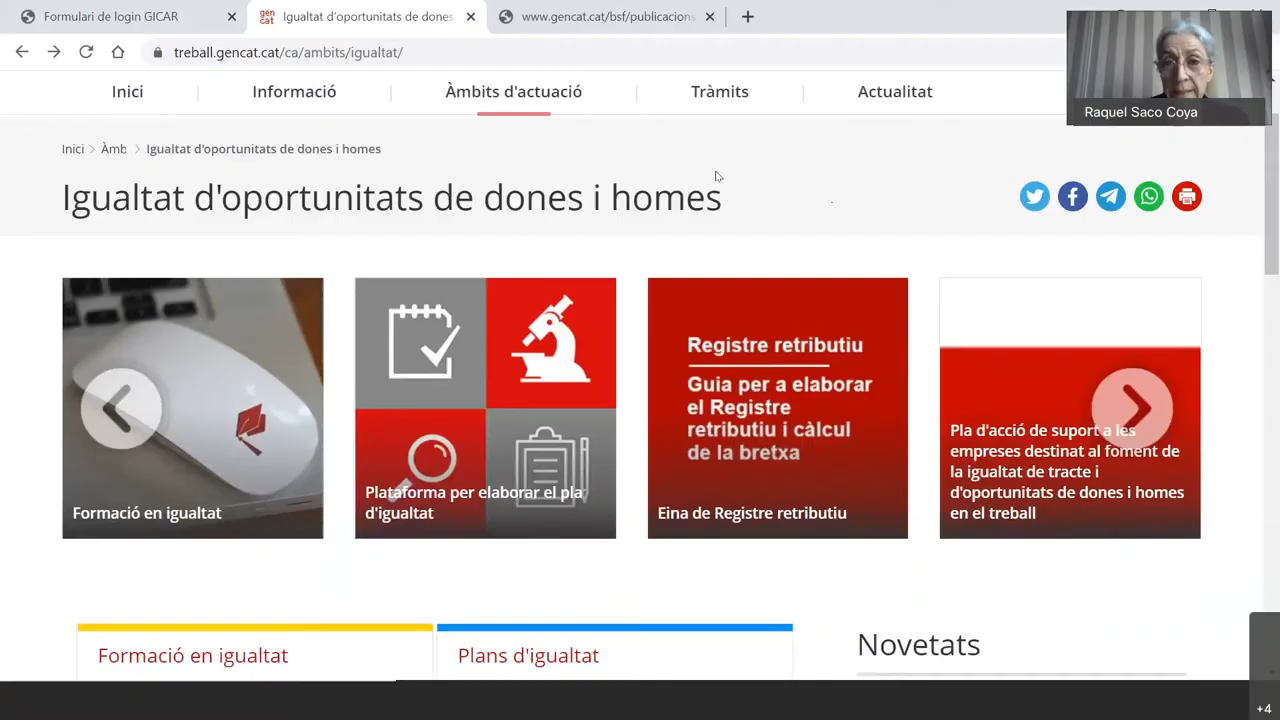 Formulari de login GICAR
gen
cat
Igualtat d'oportunitats de dones
www.gencat.cat/bsf/publicacions
treball.gencat.cat/ca/ambits/igualtat/
Inici
Informació
Àmbits d'actuació
Tràmits
Actualitat
Raquel Saco Coya
Inici > Àmb > Igualtat d'oportunitats de dones i homes
Igualtat d'oportunitats de dones i homes
Formació en igualtat
Plataforma per elaborar el pla
d'igualtat
Registre retributiu
Guia per a elaborar
el Registre
retributiu i càlcul
de la bretxa
Eina de Registre retributiu
Pla d'acció de suport a les
empreses destinat al foment de
la igualtat de tracte i
d'oportunitats de dones i homes
en el treball
Formació en igualtat
Plans d'igualtat
Novetats
+4